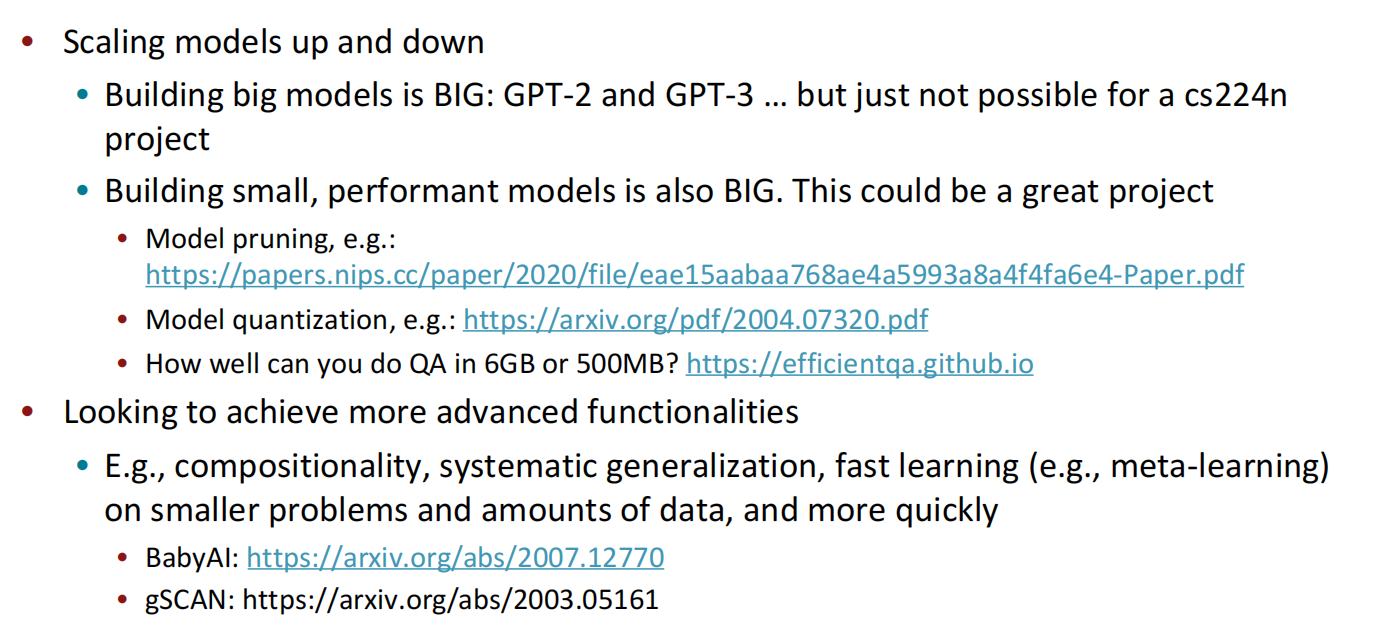 • Scaling models up and down
• Building big models is BIG: GPT-2 and GPT-3 … but just not possible for a cs224n
project
• Building small, performant models is also BIG. This could be a great project
• Model pruning, e.g.:
https://papers.nips.cc/paper/2020/file/eae15aabaa768ae4a5993a8a4f4fa6e4-Paper.pdf
• Model quantization, e.g.: https://arxiv.org/pdf/2004.07320.pdf
• How well can you do QA in 6GB or 500MB? https://efficientqa.github.io
• Looking to achieve more advanced functionalities
• E.g., compositionality, systematic generalization, fast learning (e.g., meta-learning)
on smaller problems and amounts of data, and more quickly
• BabyAI: https://arxiv.org/abs/2007.12770
• gSCAN: https://arxiv.org/abs/2003.05161